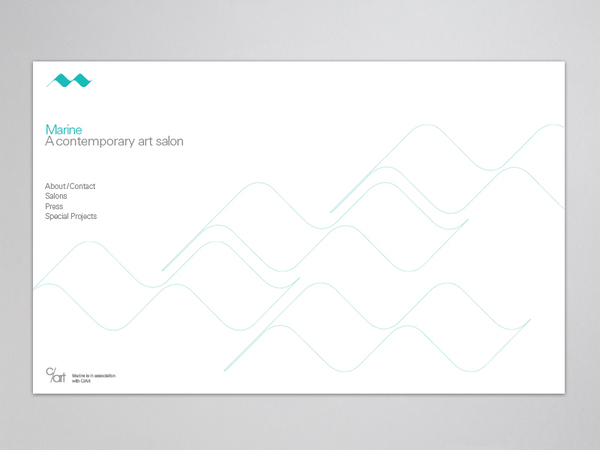 Marine
A contemporary art salon
About / Contact
Salons
Press
Special Projects
c/art
Marine is in association
with C/Art